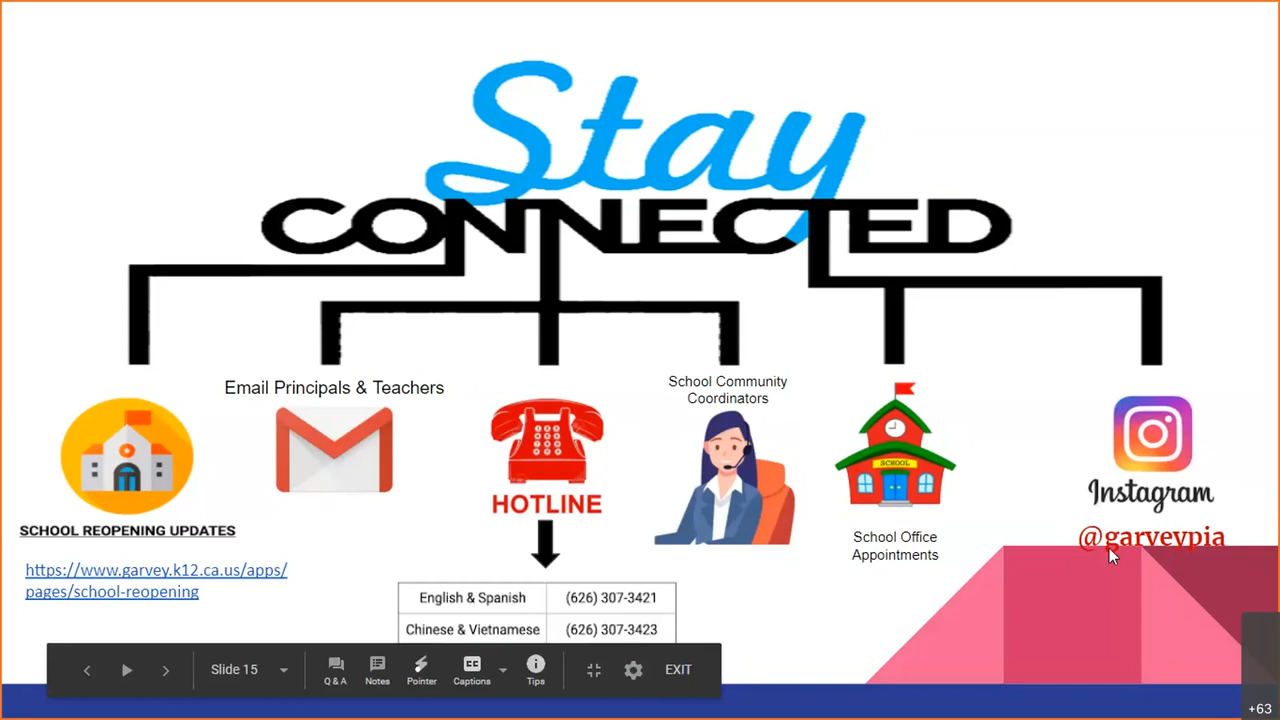 Stay
CONNECTED
Email Principals & Teachers
School Community
Coordinators
SCHOOL
HOTLINE
Instagram
@garveypia
SCHOOL REOPENING UPDATES
School Office
Appointments
https://www.garvey.k12.ca.us/apps/
pages/school-reopening
English & Spanish (626) 307-3421
Chinese & Vietnamese (626) 307-3423
Slide 15
CC
Q & A Notes Pointer Captions Tips
EXIT
+63